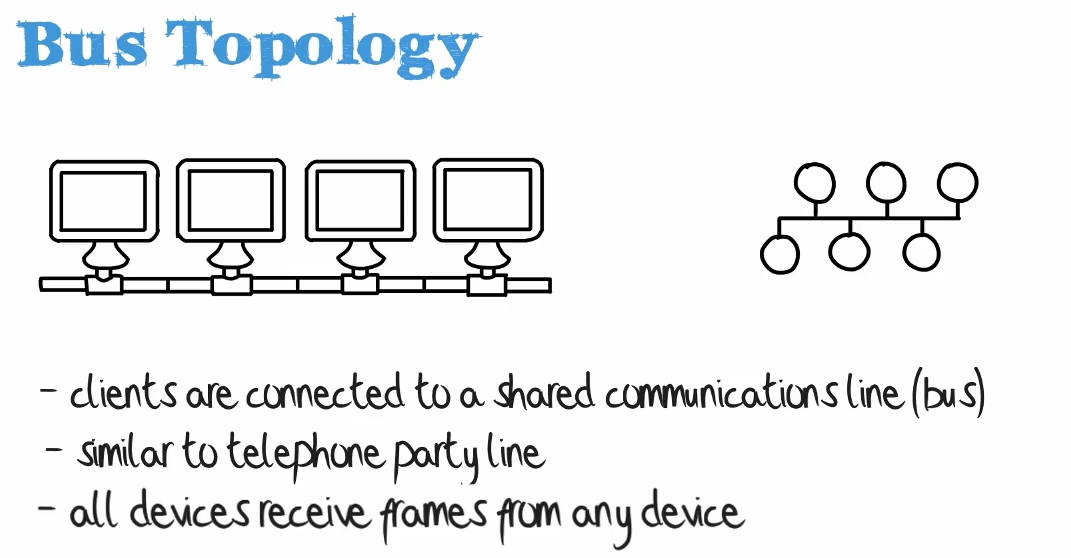 Bus Topology
- clients are connected to a shared communications line (bus)
- similar to telephone party line
- all devices receive frames from any device